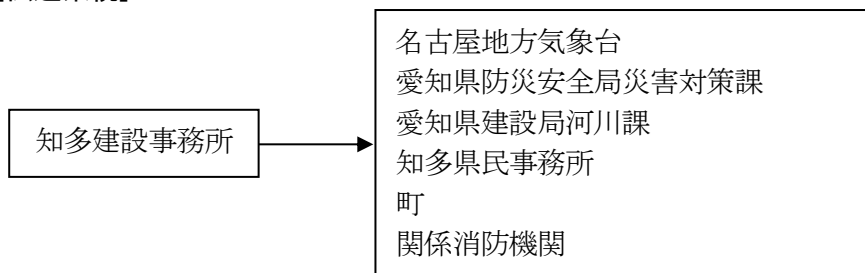 知多建設事務所
名古屋地方気象台
愛知県防災安全局災害対策課
愛知県建設局河川課
知多県民事務所
町
関係消防機関